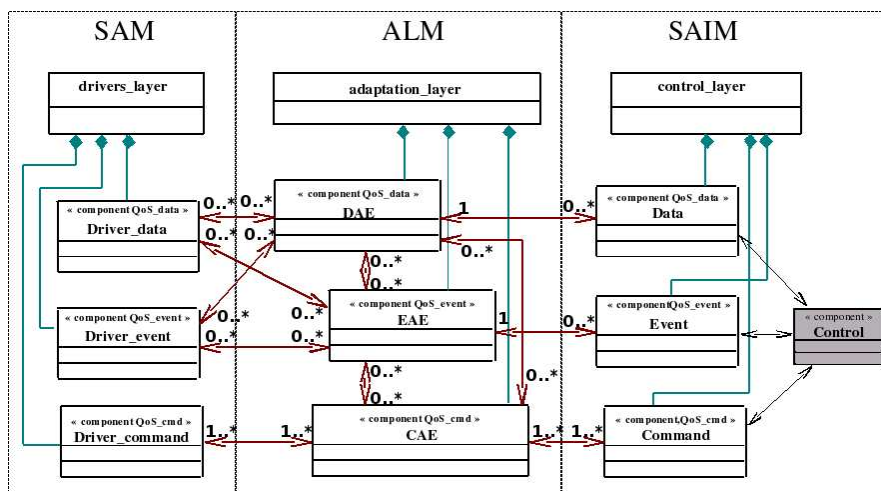 SAM ALM SAIM
drivers_layer adaptation_layer control_layer
« component QoS_data » « component QoS_data » « component QoS_data »
0..* 0..* DAE 1 0..* Data
Driver_data
0..* 0..* 0..*
0..*
0..*
« component QoS_event » « componentQoS_event »
0..* 0..* EAE 1 0..* Event
« component QoS_event » « component »
Driver_event 0..* 0..* Control
0..* 0..*
0..*
« component QoS_cmd » « component QoS_cmd » « component,QoS_cmd »
Driver_command 1..* 1..* CAE 1..* 1..* Command